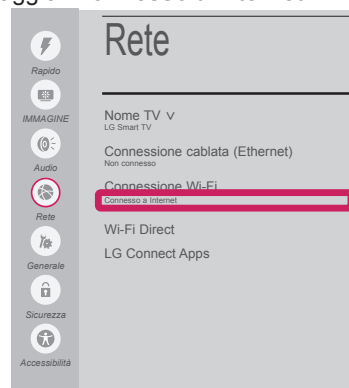 Rete
Rapido
IMMAGINE
Audio
Rete
Generale
Sicurezza
Accessibilità
Nome TV ∨
LG Smart TV
Connessione cablata (Ethernet)
Non connesso
Connessione Wi-Fi
Connesso a Internet
Wi-Fi Direct
LG Connect Apps